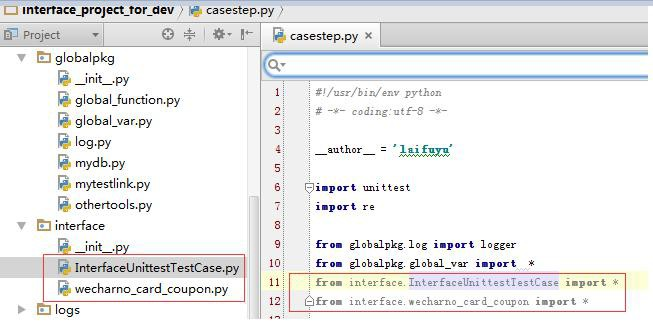 interface_project_for_dev
casestep.py
Project
casestep.py
globalpkg
__init__.py
global_function.py
global_var.py
log.py
mydb.py
mytestlink.py
othertools.py
interface
__init__.py
InterfaceUnittestTestCase.py
wecharno_card_coupon.py
logs
1 #!/usr/bin/env python
2 # -*- coding:utf-8 -*-
3
4 __author__ = 'laifuyu'
5
6 import unittest
7 import re
8
9 from globalpkg.log import logger
10 from globalpkg.global_var import *
11 from interface.InterfaceUnittestTestCase import *
12 from interface.wecharno_card_coupon import *